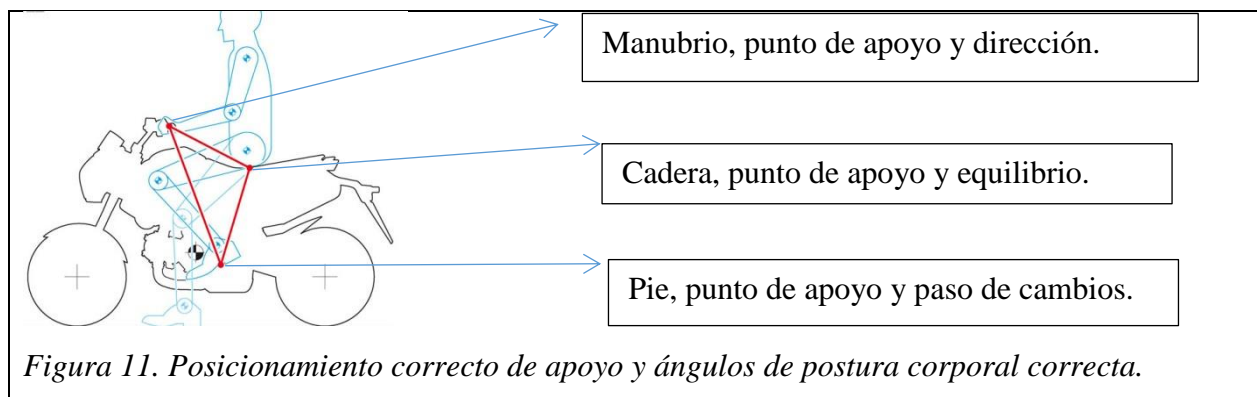 Manubrio, punto de apoyo y dirección.
Cadera, punto de apoyo y equilibrio.
Pie, punto de apoyo y paso de cambios.
Figura 11. Posicionamiento correcto de apoyo y ángulos de postura corporal correcta.